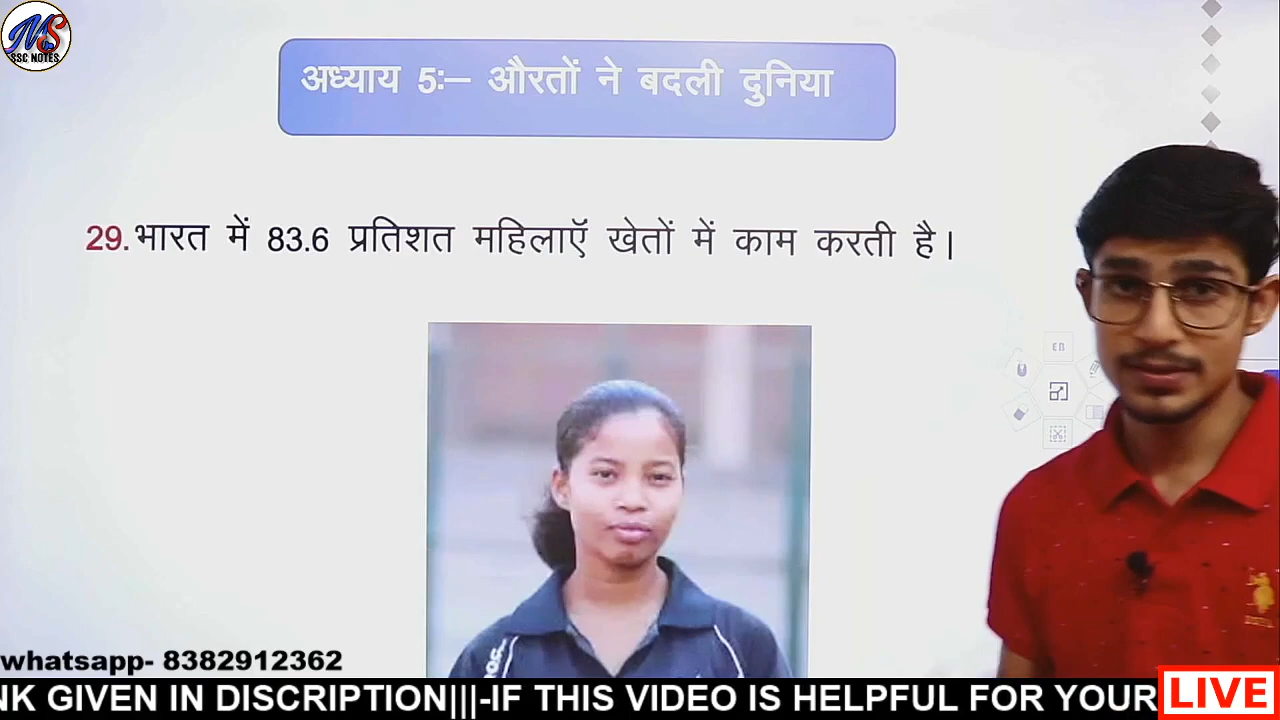 MS
SSC NOTES
अध्याय 5:– औरतों ने बदली दुनिया
29. भारत में 83.6 प्रतिशत महिलाऍ खेतों में काम करती है।
EB
whatsapp- 8382912362
NK GIVEN IN DISCRIPTION|||-IF THIS VIDEO IS HELPFUL FOR YOUR
LIVE